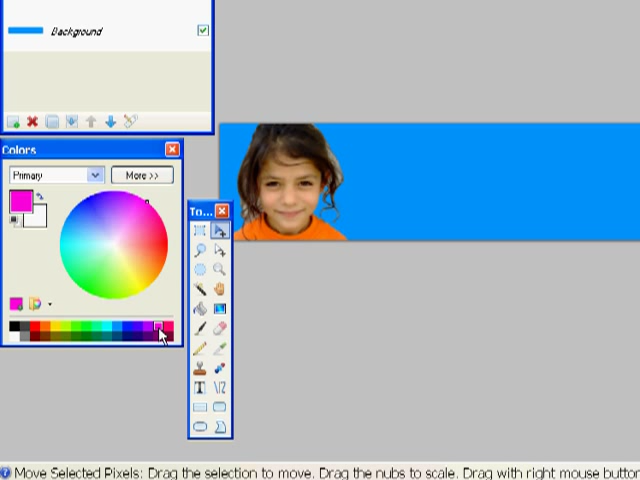 Background
Colors
Primary
More >>
To...
Move Selected Pixels: Drag the selection to move. Drag the nubs to scale. Drag with right mouse button